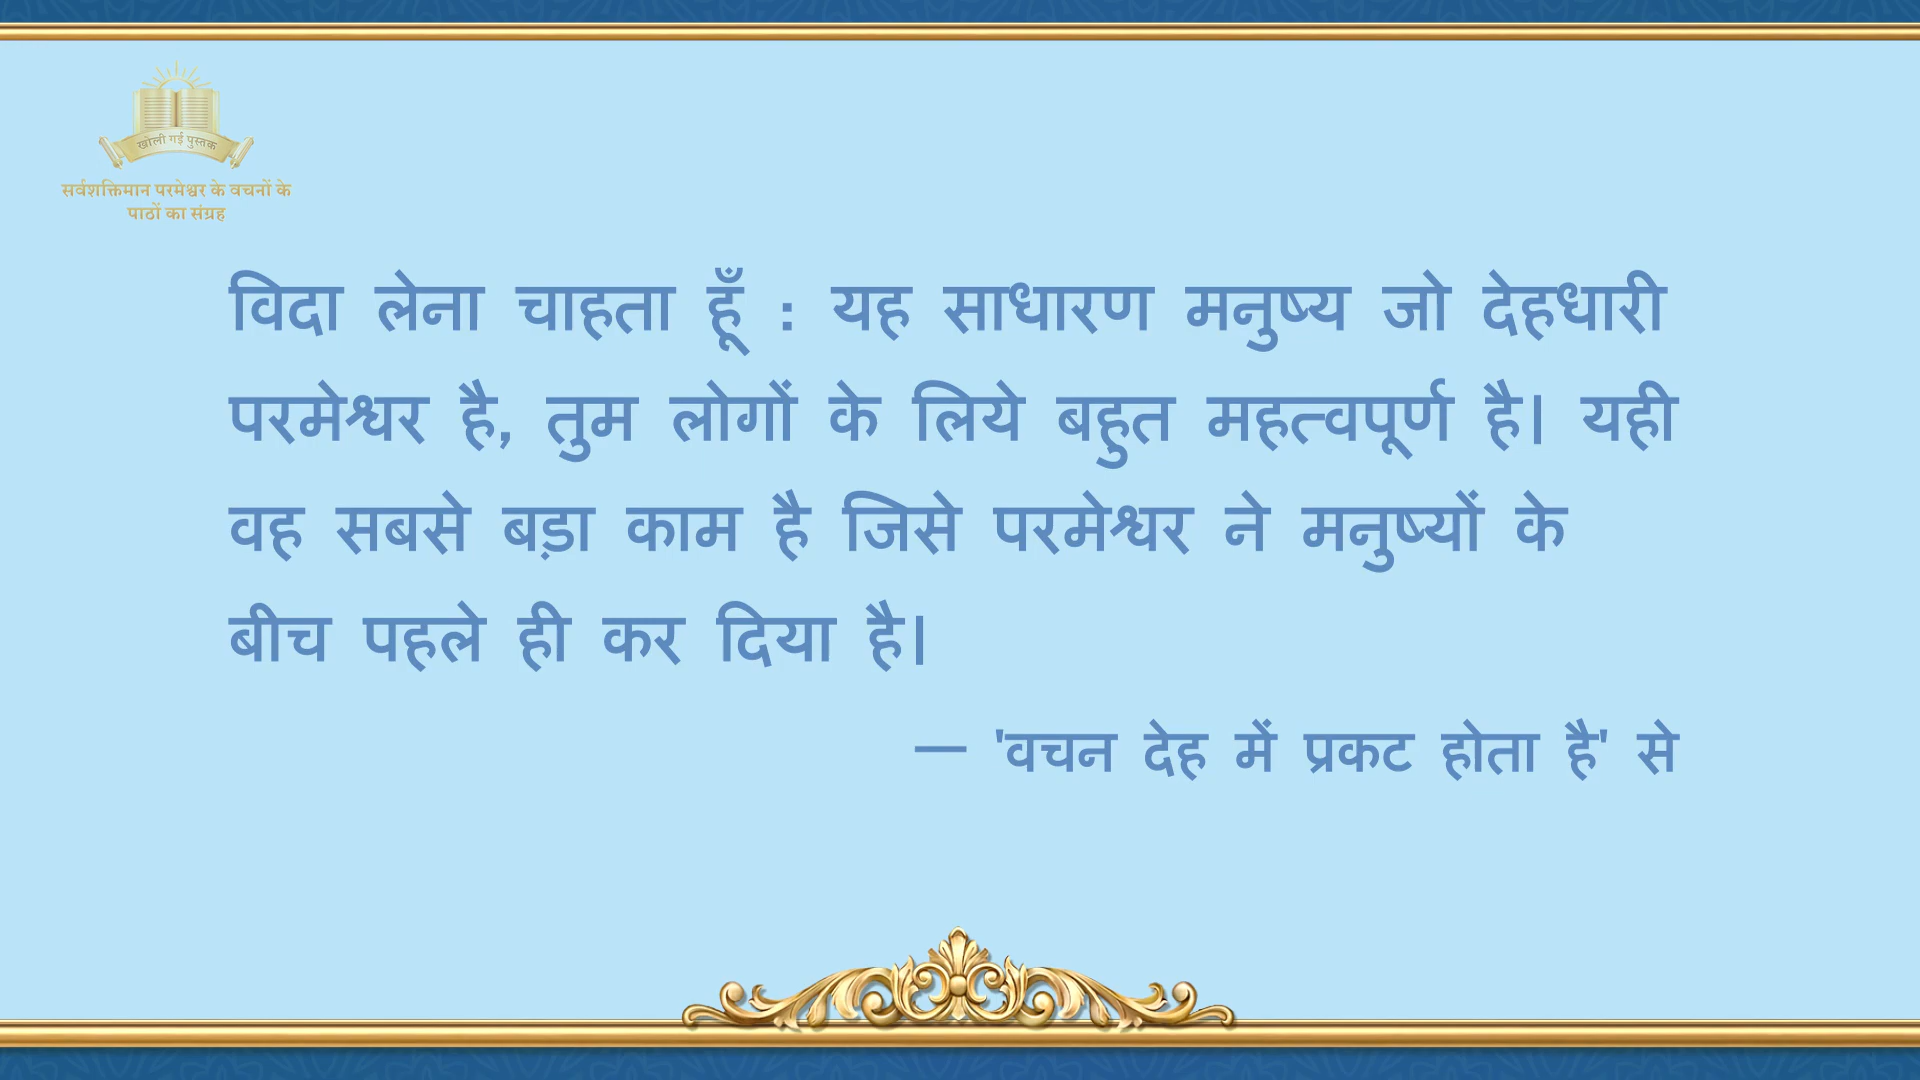 खोली गई पुस्तक
सर्वशक्तिमान परमेश्वर के वचनों के
पाठों का संग्रह
विदा लेना चाहता हूँ : यह साधारण मनुष्य जो देहधारी
परमेश्वर है, तुम लोगों के लिये बहुत महत्वपूर्ण है। यही
वह सबसे बड़ा काम है जिसे परमेश्वर ने मनुष्यों के
बीच पहले ही कर दिया है।
— 'वचन देह में प्रकट होता है' से